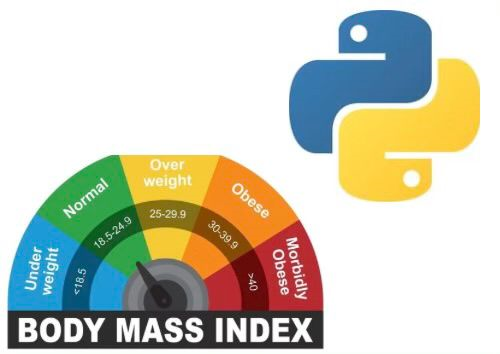 Under
weight
<18.5
Normal
18.5-24.9
Over
weight
25-29.9
Obese
30-39.9
Morbidly
Obese
>40
BODY MASS INDEX